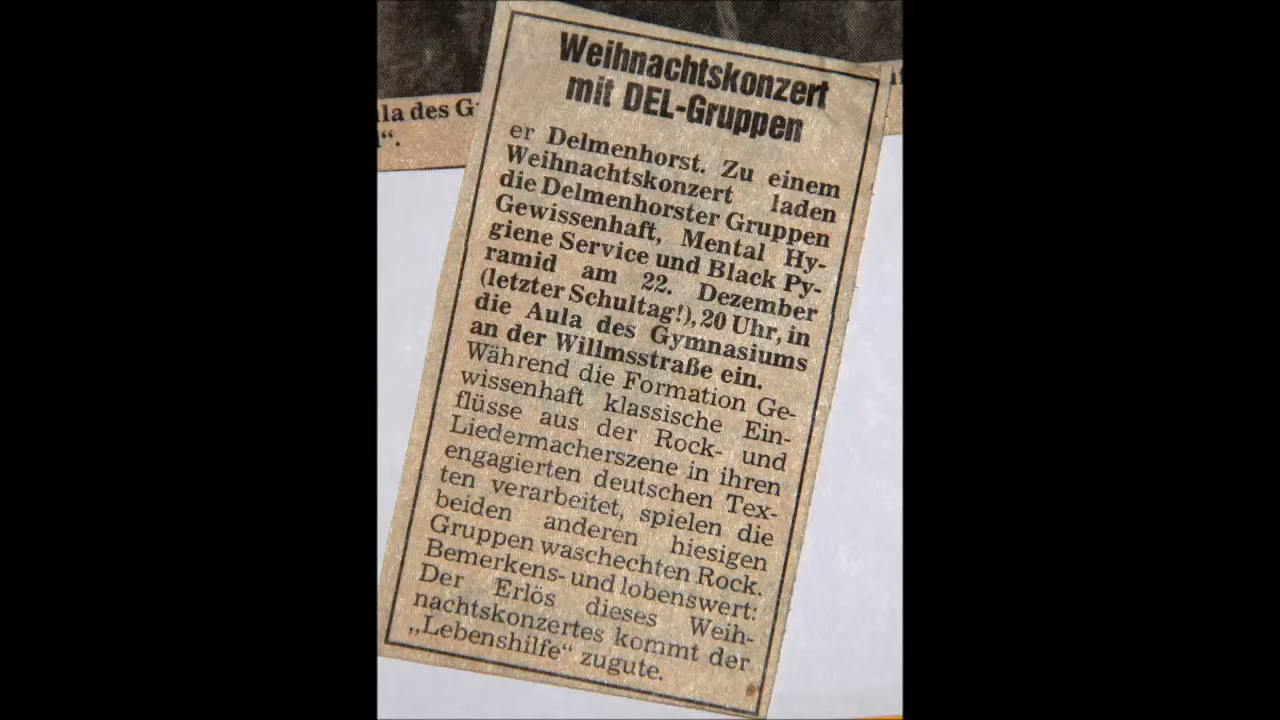 la des G
“.
Weihnachtskonzert
mit DEL-Gruppen
er Delmenhorst. Zu einem
Weihnachtskonzert laden
die Delmenhorster Gruppen
Gewissenhaft, Mental Hy-
giene Service und Black Py-
ramid am 22. Dezember
(letzter Schultag!), 20 Uhr, in
die Aula des Gymnasiums
an der Willmsstraße ein.
Während die Formation Ge-
wissenhaft klassische Ein-
flüsse aus der Rock- und
Liedermacherszene in ihren
engagierten deutschen Tex-
ten verarbeitet, spielen die
beiden anderen hiesigen
Gruppen waschechten Rock.
Bemerkens- und lobenswert:
Der Erlös dieses Weih-
nachtskonzertes kommt der
„Lebenshilfe“ zugute.